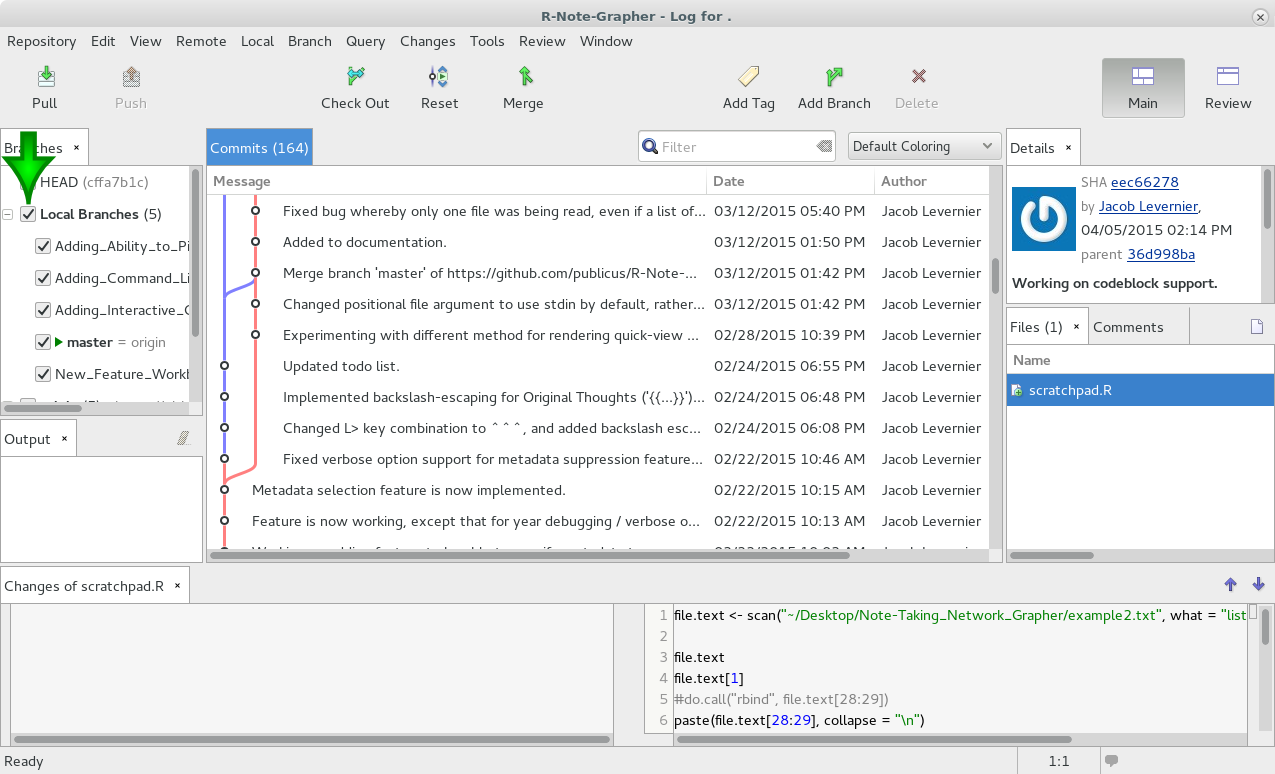 R-Note-Grapher - Log for .
Repository Edit View Remote Local Branch Query Changes Tools Review Window
Pull Push Check Out Reset Merge Add Tag Add Branch Delete Main Review
Branches
HEAD (cffa7b1c)
Local Branches (5)
Adding_Ability_to_Pi
Adding_Command_Li
Adding_Interactive_
master = origin
New_Feature_Workb
Output
Commits (164)
Filter
Default Coloring
Message Date Author
Fixed bug whereby only one file was being read, even if a list of... 03/12/2015 05:40 PM Jacob Levernier
Added to documentation. 03/12/2015 01:50 PM Jacob Levernier
Merge branch 'master' of https://github.com/publicus/R-Note-... 03/12/2015 01:42 PM Jacob Levernier
Changed positional file argument to use stdin by default, rather... 03/12/2015 01:42 PM Jacob Levernier
Experimenting with different method for rendering quick-view ... 02/28/2015 10:39 PM Jacob Levernier
Updated todo list. 02/24/2015 06:55 PM Jacob Levernier
Implemented backslash-escaping for Original Thoughts ('{{...}}')... 02/24/2015 06:48 PM Jacob Levernier
Changed L> key combination to ^^^, and added backslash esc... 02/24/2015 06:08 PM Jacob Levernier
Fixed verbose option support for metadata suppression feature... 02/22/2015 10:46 AM Jacob Levernier
Metadata selection feature is now implemented. 02/22/2015 10:15 AM Jacob Levernier
Feature is now working, except that for year debugging / verbose o... 02/22/2015 10:13 AM Jacob Levernier
Details
SHA eec66278
by Jacob Levernier,
04/05/2015 02:14 PM
parent 36d998ba
Working on codeblock support.
Files (1) Comments
Name
scratchpad.R
Changes of scratchpad.R
1 file.text <- scan("~/Desktop/Note-Taking_Network_Grapher/example2.txt", what = "list
2
3 file.text
4 file.text[1]
5 #do.call("rbind", file.text[28:29])
6 paste(file.text[28:29], collapse = "\n")
Ready
1:1